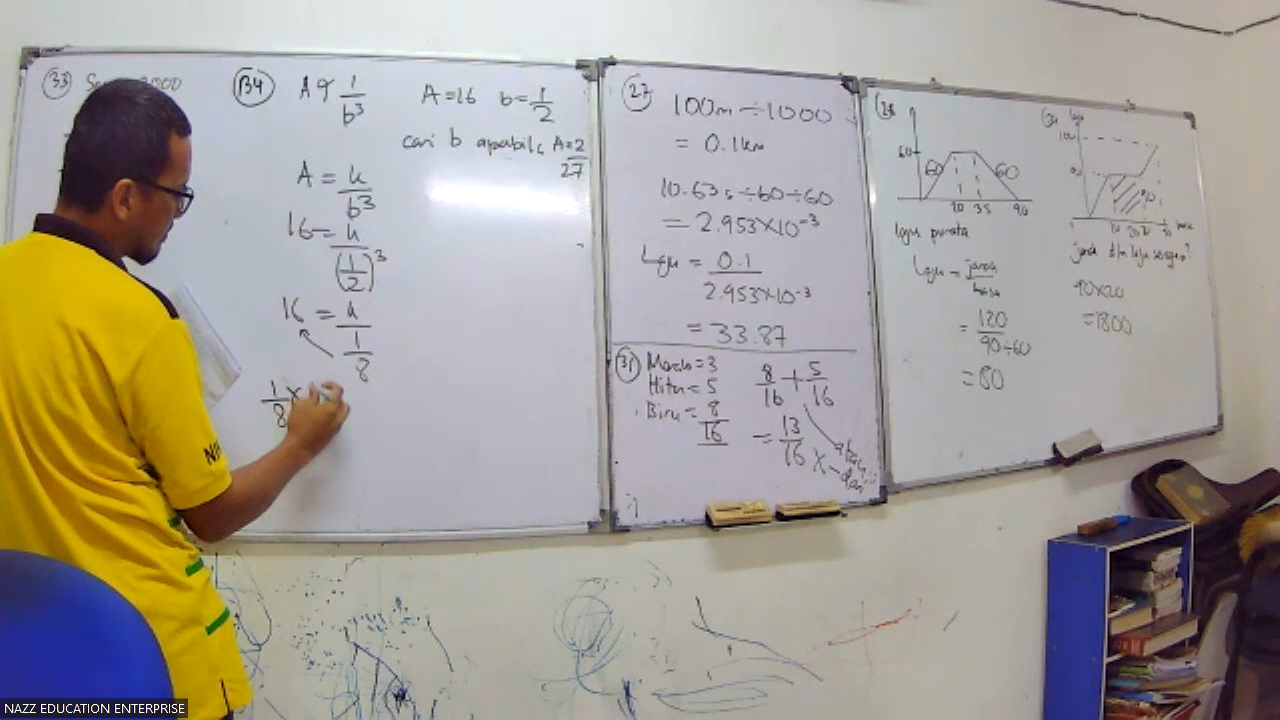 33
34
A ∝ 1/b³
A = 16 b = 1/2
cari b apabila A = 2/27
A = k/b³
16 = k/(1/2)³
16 = k/(1/8)
1/8 ×
27
100m ÷ 1000
= 0.1km
10.63s ÷ 60 ÷ 60
= 2.953×10⁻³
Laju = 0.1/2.953×10⁻³
= 33.87
31
Merah = 3
Hitam = 5
Biru = 8
16
8/16 + 5/16
= 13/16
60
60
60
20 35 90
laju purata
Laju = jarak/masa
= 120/90÷60
= 80
90
jarak dlm laju seragam?
90×20
= 1800
NAZZ EDUCATION ENTERPRISE